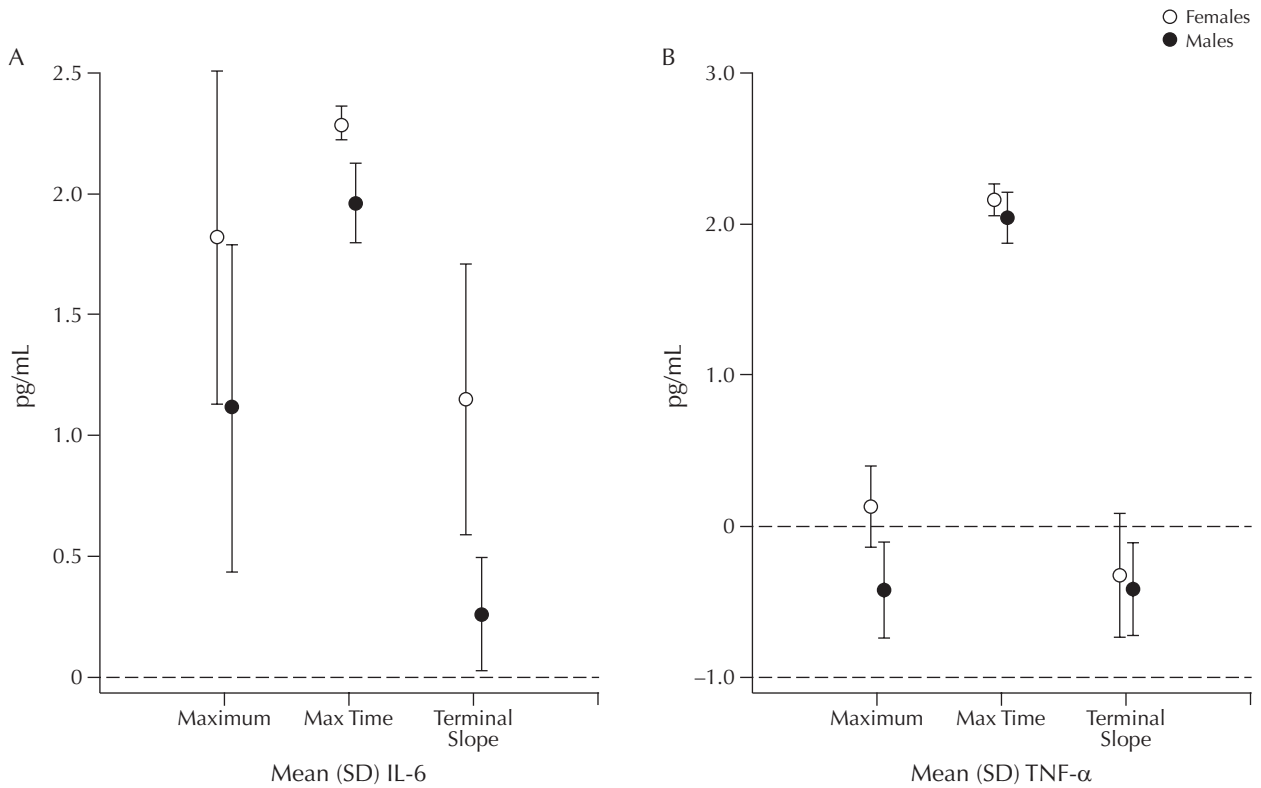 Females
Males
A
2.5
2.0
1.5
1.0
0.5
0
pg/mL
Maximum
Max Time
Terminal
Slope
Mean (SD) IL-6
B
3.0
2.0
1.0
0
–1.0
pg/mL
Maximum
Max Time
Terminal
Slope
Mean (SD) TNF-α